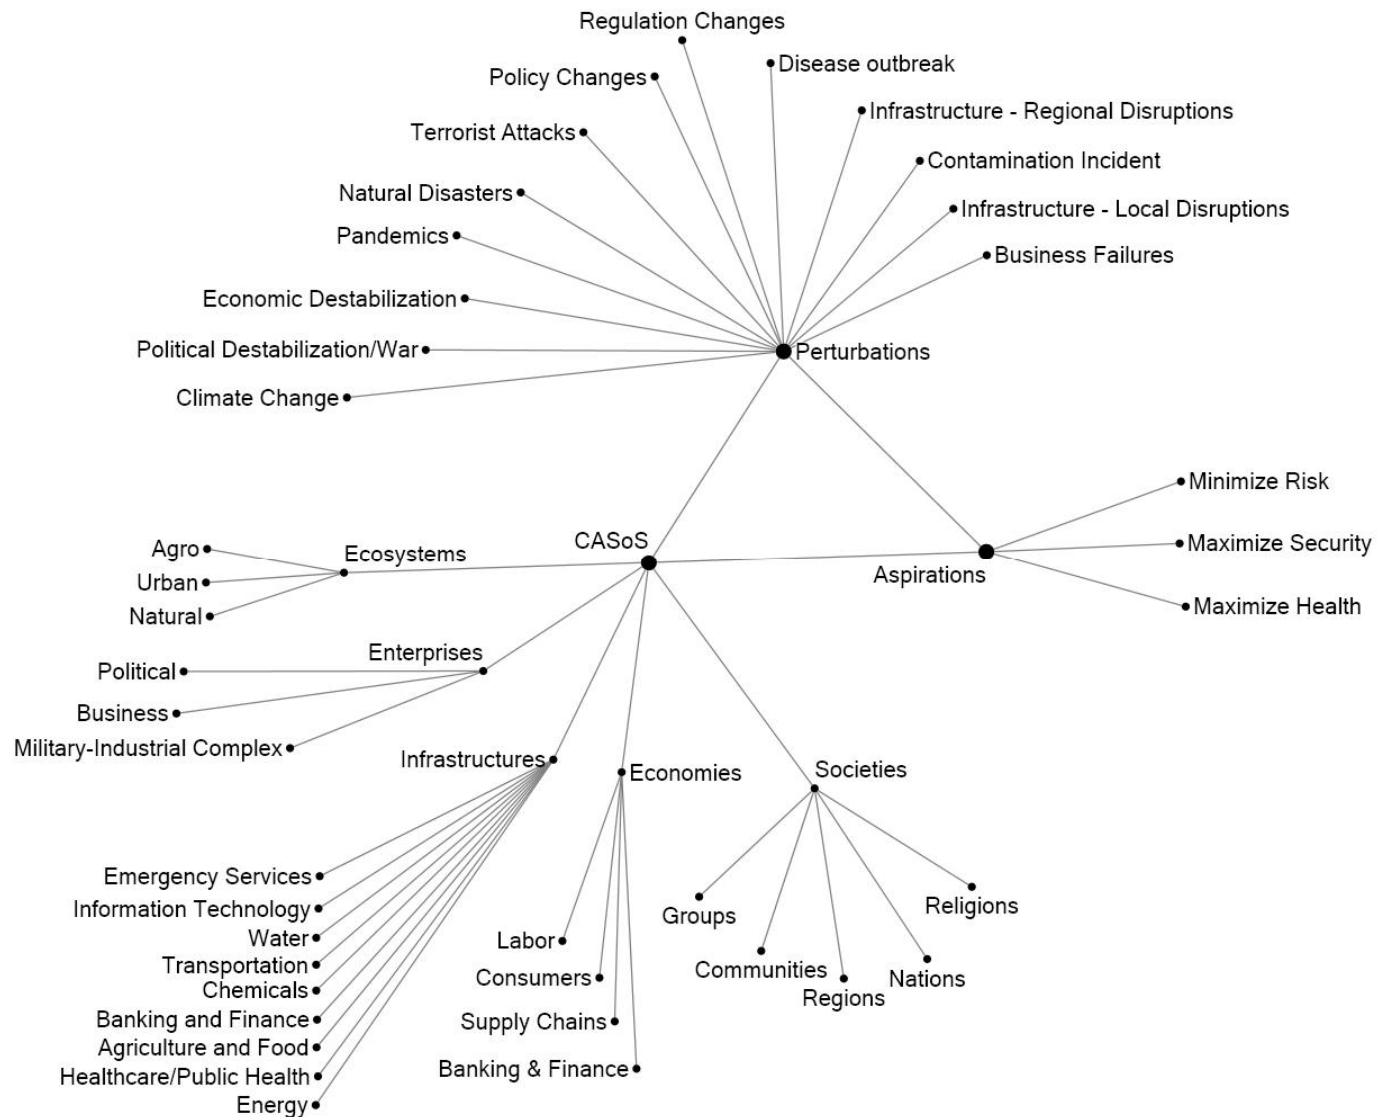 Regulation Changes
Disease outbreak
Policy Changes
Infrastructure - Regional Disruptions
Terrorist Attacks
Contamination Incident
Natural Disasters
Infrastructure - Local Disruptions
Pandemics
Business Failures
Economic Destabilization
Political Destabilization/War
Perturbations
Climate Change
Minimize Risk
CASoS
Maximize Security
Agro
Ecosystems
Aspirations
Urban
Maximize Health
Natural
Enterprises
Political
Business
Military-Industrial Complex
Infrastructures
Economies
Societies
Emergency Services
Religions
Information Technology
Groups
Water
Labor
Transportation
Communities
Consumers
Nations
Chemicals
Regions
Banking and Finance
Supply Chains
Agriculture and Food
Banking & Finance
Healthcare/Public Health
Energy